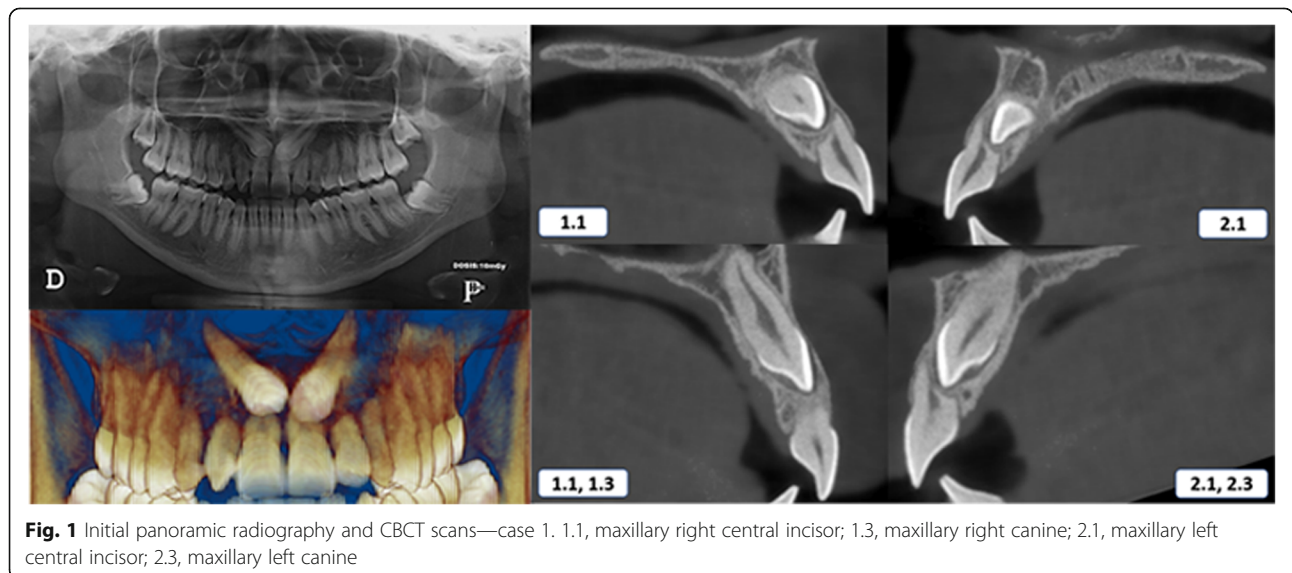 D
DOSIS:10mGy
P
1.1
2.1
1.1, 1.3
2.1, 2.3
Fig. 1 Initial panoramic radiography and CBCT scans—case 1. 1.1, maxillary right central incisor; 1.3, maxillary right canine; 2.1, maxillary left
central incisor; 2.3, maxillary left canine